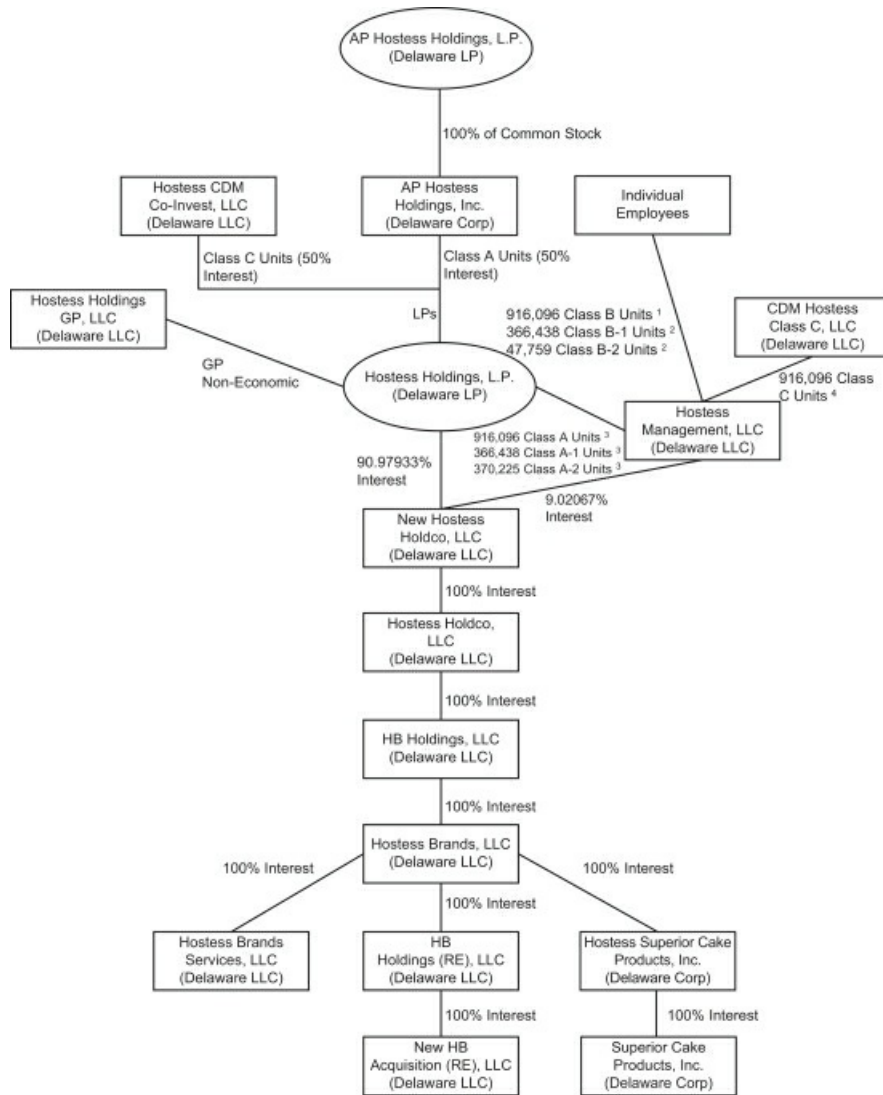 AP Hostess Holdings, L.P.
(Delaware LP)
100% of Common Stock
Hostess CDM
Co-Invest, LLC
(Delaware LLC)
AP Hostess
Holdings, Inc.
(Delaware Corp)
Individual
Employees
Class C Units (50%
Interest)
Class A Units (50%
Interest)
Hostess Holdings
GP, LLC
(Delaware LLC)
LPs
916,096 Class B Units ¹
366,438 Class B-1 Units ²
47,759 Class B-2 Units ²
CDM Hostess
Class C, LLC
(Delaware LLC)
GP
Non-Economic
Hostess Holdings, L.P.
(Delaware LP)
916,096 Class
C Units ⁴
Hostess
Management, LLC
(Delaware LLC)
90.97933%
Interest
916,096 Class A Units ³
366,438 Class A-1 Units ³
370,225 Class A-2 Units ³
9.02067%
Interest
New Hostess
Holdco, LLC
(Delaware LLC)
100% Interest
Hostess Holdco,
LLC
(Delaware LLC)
100% Interest
HB Holdings, LLC
(Delaware LLC)
100% Interest
Hostess Brands, LLC
(Delaware LLC)
100% Interest
100% Interest
100% Interest
Hostess Brands
Services, LLC
(Delaware LLC)
HB
Holdings (RE), LLC
(Delaware LLC)
Hostess Superior Cake
Products, Inc.
(Delaware Corp)
100% Interest
100% Interest
New HB
Acquisition (RE), LLC
(Delaware LLC)
Superior Cake
Products, Inc.
(Delaware Corp)